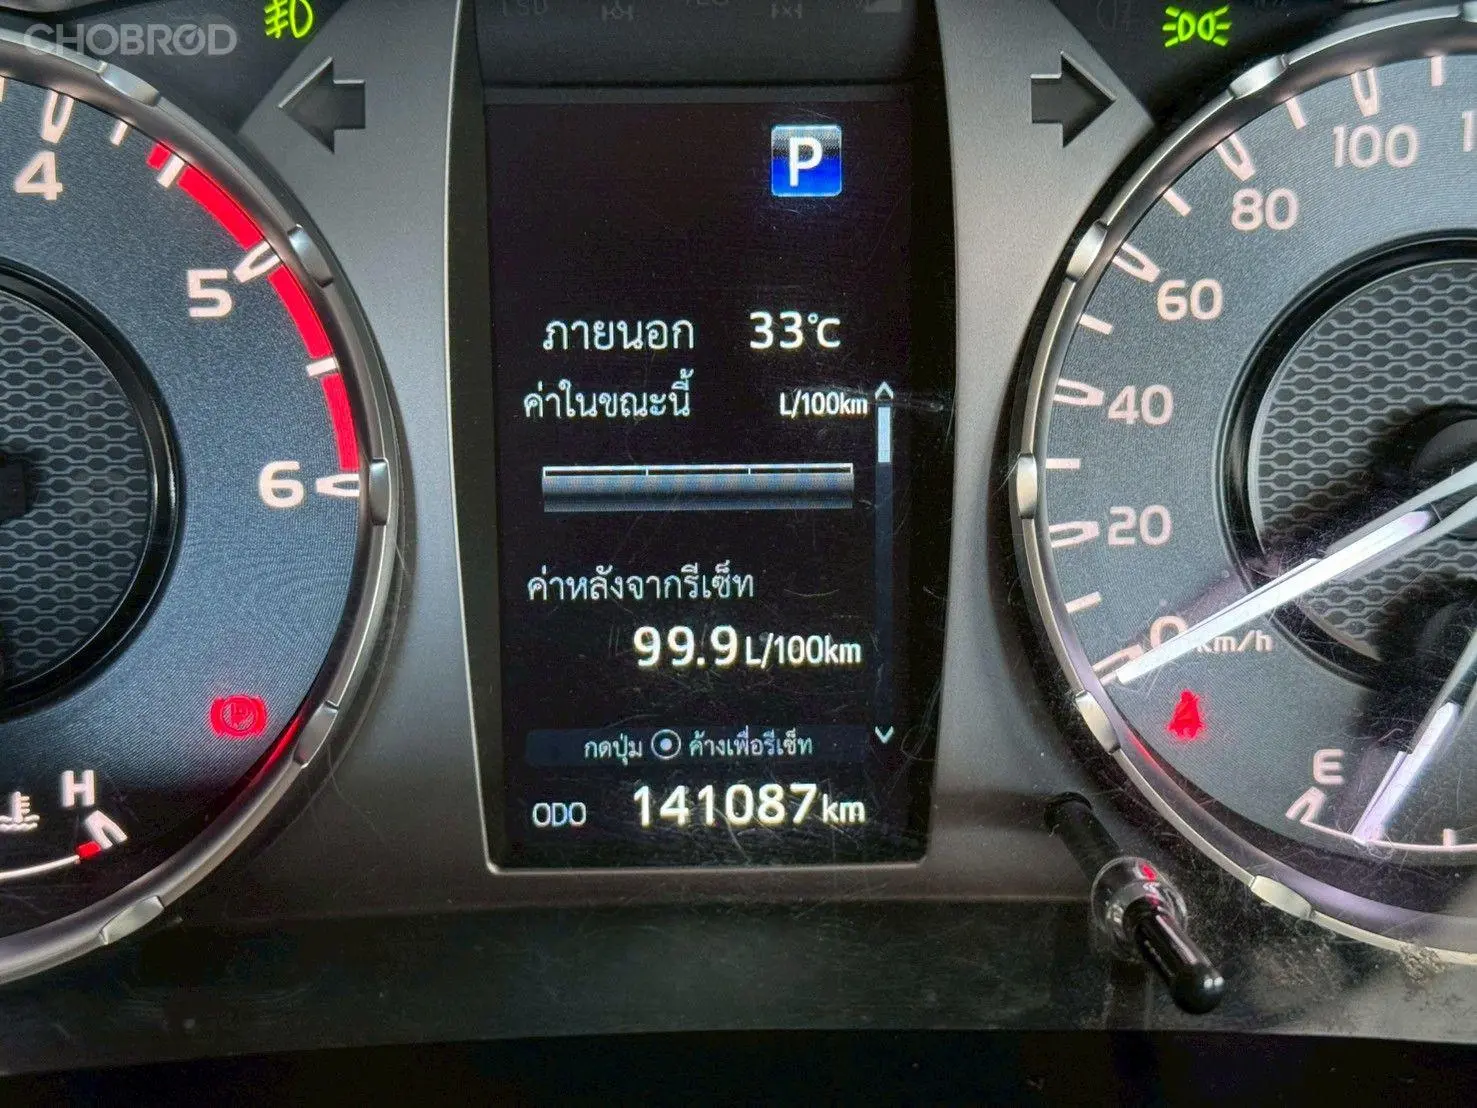 CHOBROD
P
4
5
6
H
ภายนอก 33°C
ค่าในขณะนี้ L/100km
ค่าหลังจากรีเซ็ท
99.9 L/100km
กดปุ่ม ค้างเพื่อรีเซ็ท
ODO 141087 km
100
80
60
40
20
0 km/h
E